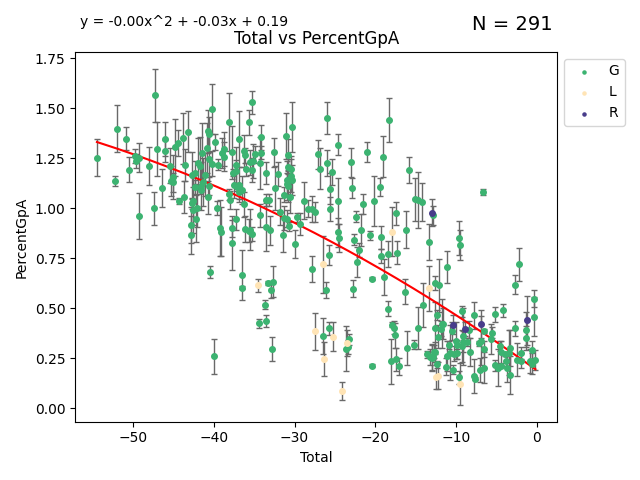 y = -0.00x^2 + -0.03x + 0.19
N = 291
Total vs PercentGpA
G
L
R
PercentGpA
1.75
1.50
1.25
1.00
0.75
0.50
0.25
0.00
−50
−40
−30
−20
−10
0
Total